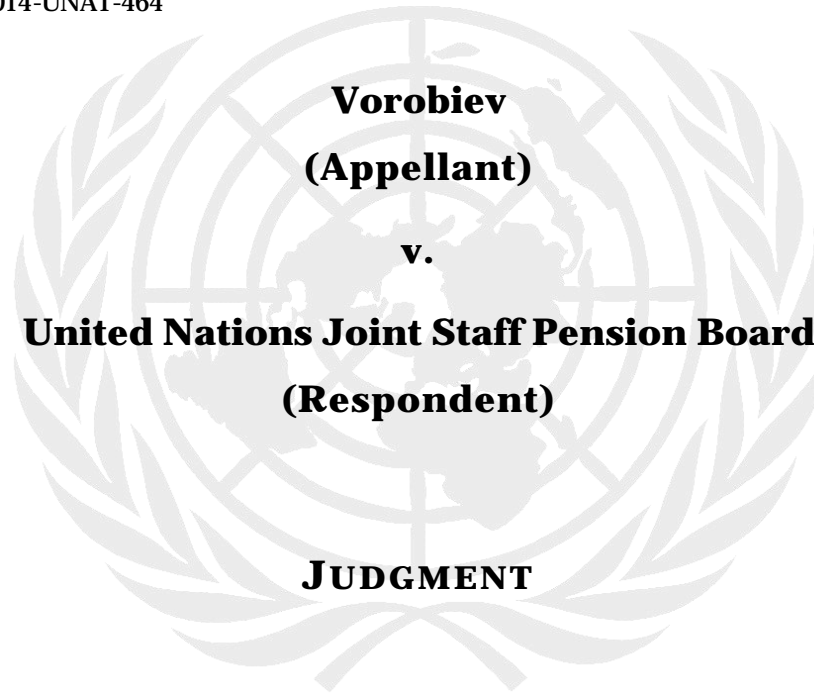 014-UNAT-464
Vorobiev
(Appellant)
v.
United Nations Joint Staff Pension Board
(Respondent)
JUDGMENT